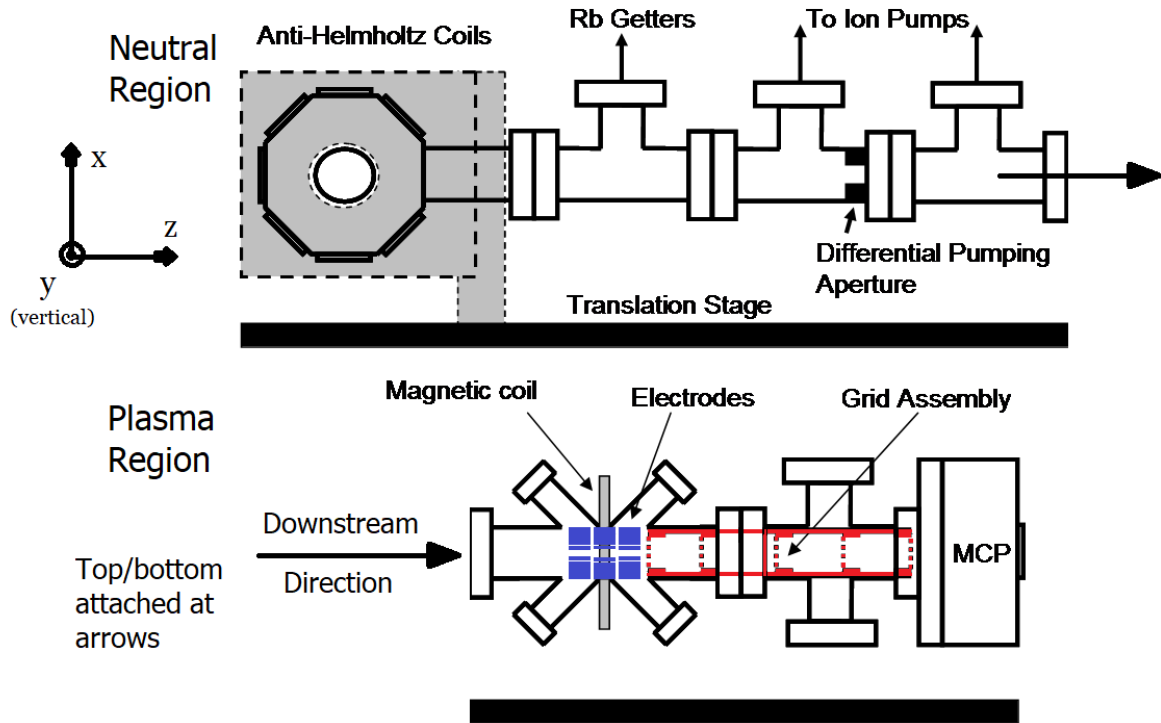 Neutral
Region
Anti-Helmholtz Coils
Rb Getters
To Ion Pumps
x
z
y
(vertical)
Differential Pumping
Aperture
Translation Stage
Plasma
Region
Magnetic coil
Electrodes
Grid Assembly
Downstream
Direction
MCP
Top/bottom
attached at
arrows